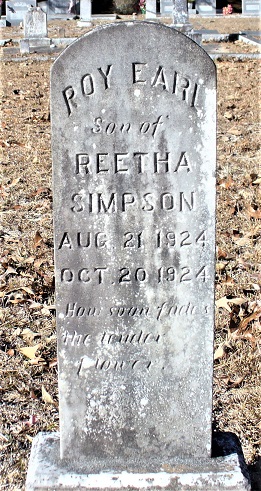 ROY EARL
Son of
REETHA
SIMPSON
AUG. 21 1924
OCT. 20 1924
How soon fades
the tender
flower.